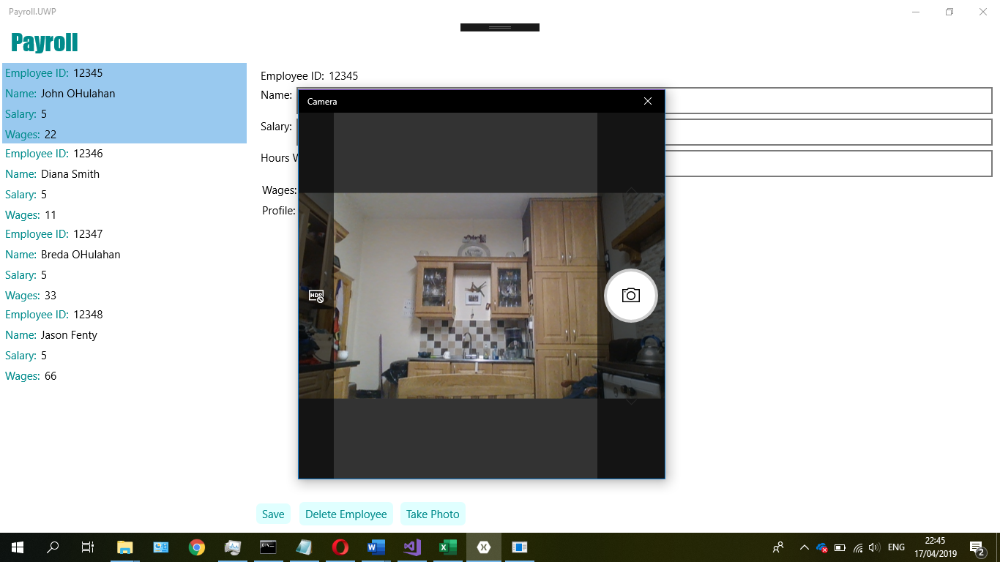 Payroll.UWP
Payroll
Employee ID: 12345
Name: John OHulahan
Salary: 5
Wages: 22
Employee ID: 12346
Name: Diana Smith
Salary: 5
Wages: 11
Employee ID: 12347
Name: Breda OHulahan
Salary: 5
Wages: 33
Employee ID: 12348
Name: Jason Fenty
Salary: 5
Wages: 66
Employee ID: 12345
Name:
Salary:
Hours W
Wages:
Profile:
Camera
HDR
Save
Delete Employee
Take Photo
ENG
22:45
17/04/2019
2